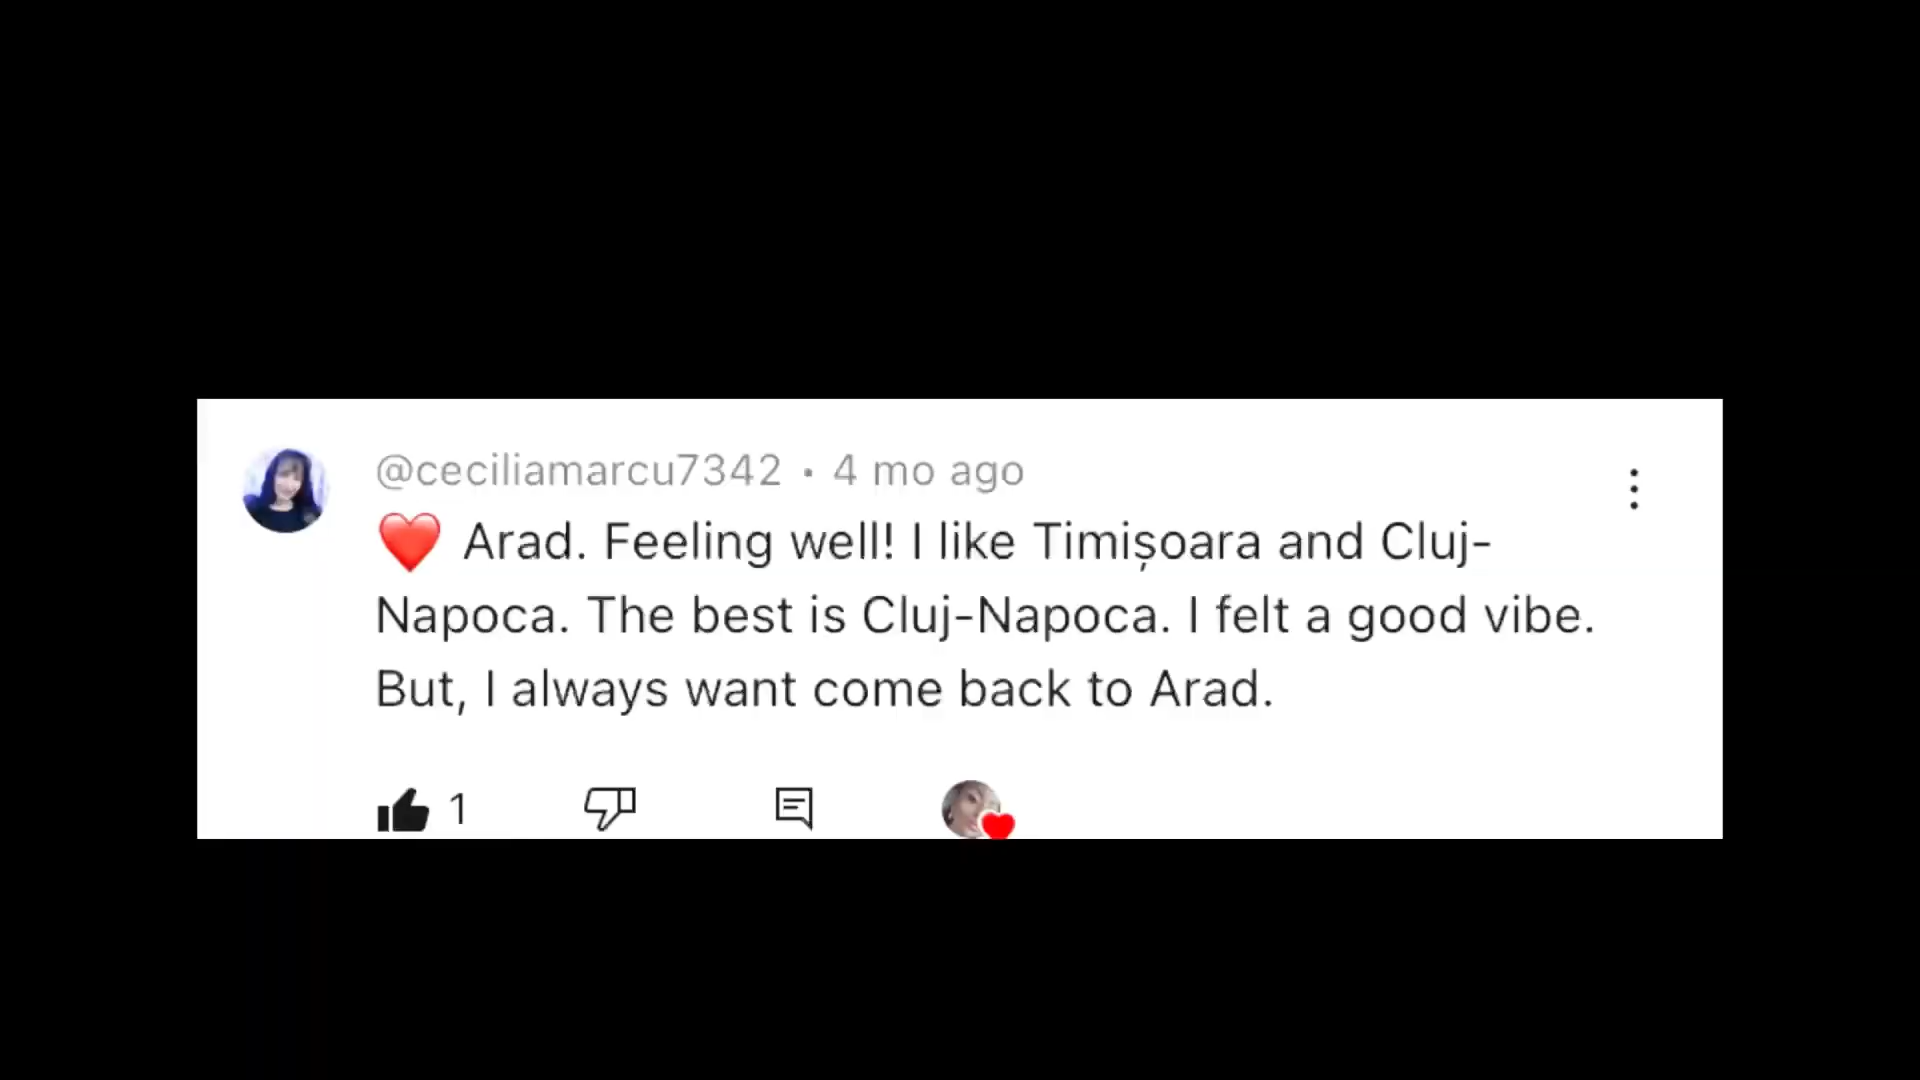 @ceciliamarcu7342 • 4 mo ago
❤️ Arad. Feeling well! I like Timișoara and Cluj-
Napoca. The best is Cluj-Napoca. I felt a good vibe.
But, I always want come back to Arad.
1